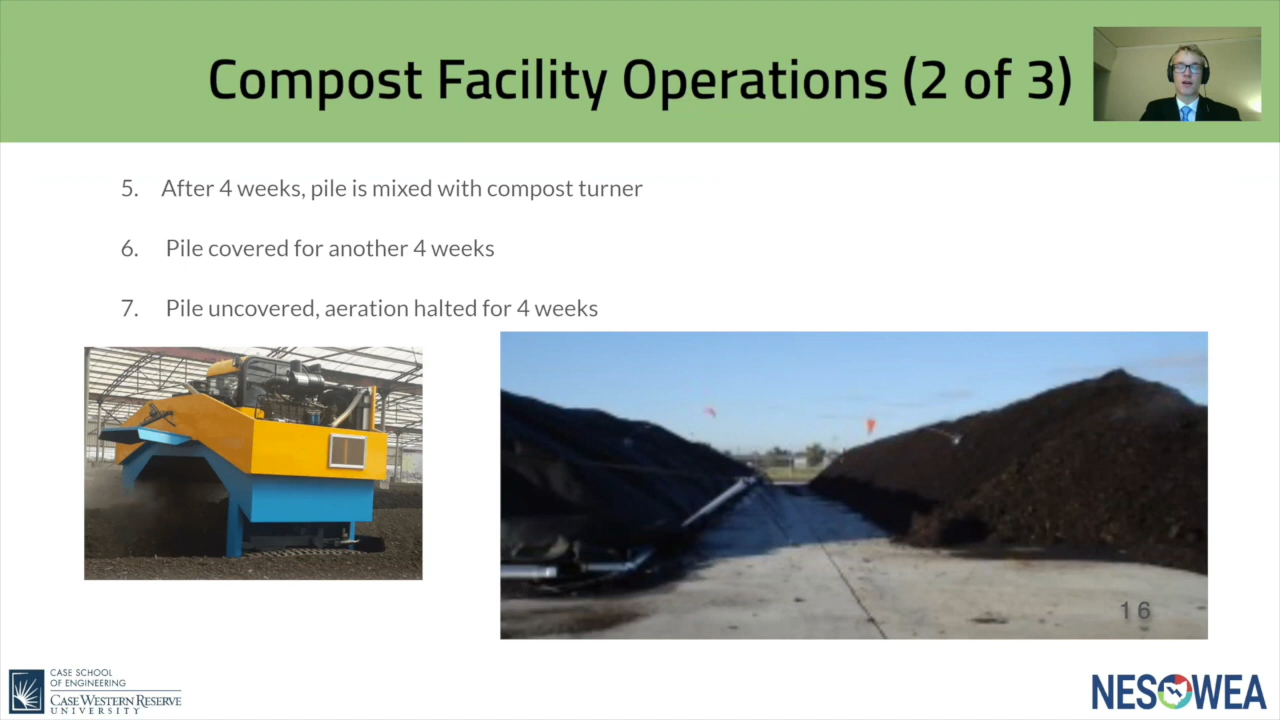 Compost Facility Operations (2 of 3)
5. After 4 weeks, pile is mixed with compost turner
6. Pile covered for another 4 weeks
7. Pile uncovered, aeration halted for 4 weeks
16
CASE SCHOOL
OF ENGINEERING
CASE WESTERN RESERVE
UNIVERSITY
NESOWEA